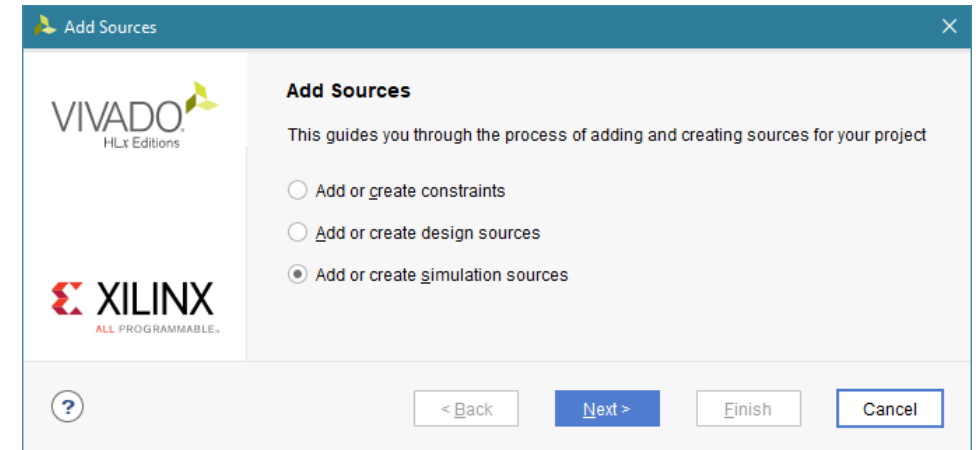 Add Sources
VIVADO.
HLx Editions
Add Sources
This guides you through the process of adding and creating sources for your project
Add or create constraints
Add or create design sources
Add or create simulation sources
XILINX
ALL PROGRAMMABLE™
?
< Back
Next >
Finish
Cancel